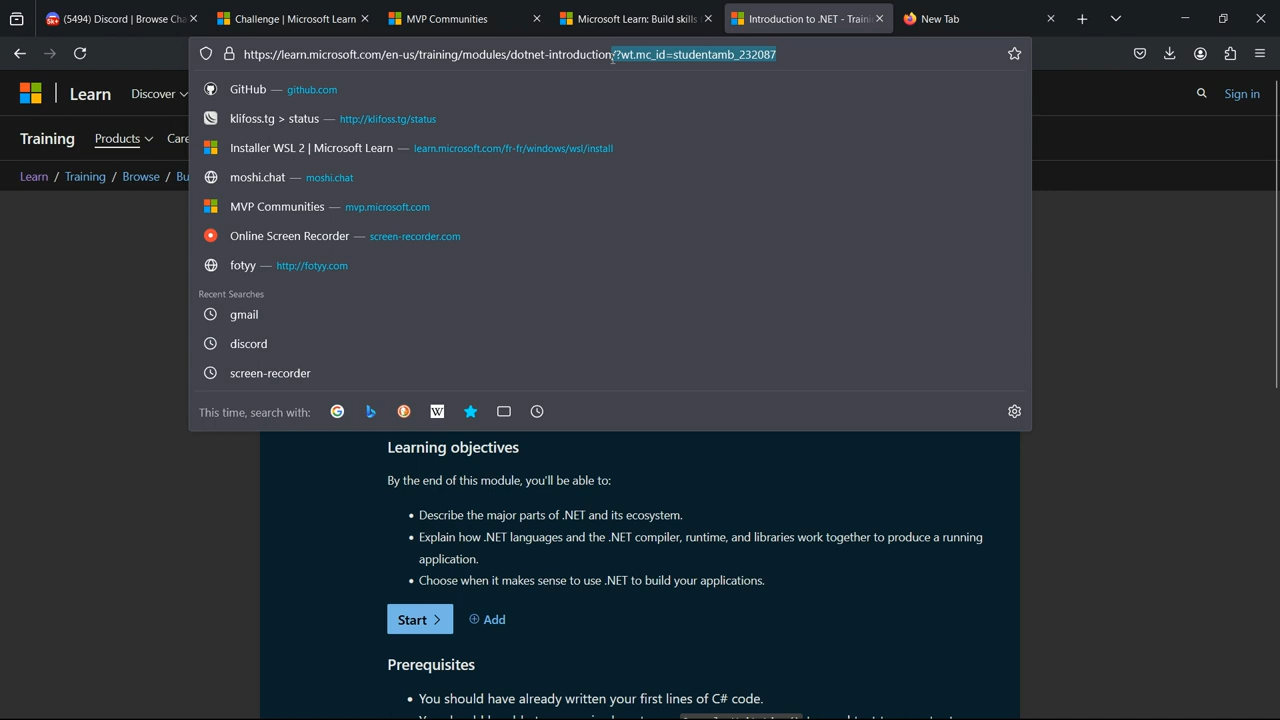 (5494) Discord | Browse Cha
Challenge | Microsoft Learn
MVP Communities
Microsoft Learn: Build skills
Introduction to .NET - Traini
New Tab
https://learn.microsoft.com/en-us/training/modules/dotnet-introduction/?wt.mc_id=studentamb_232087
Learn
Discover
Sign in
Training
Products
Care
Learn / Training / Browse / Bu
GitHub — github.com
klifoss.tg > status — http://klifoss.tg/status
Installer WSL 2 | Microsoft Learn — learn.microsoft.com/fr-fr/windows/wsl/install
moshi.chat — moshi.chat
MVP Communities — mvp.microsoft.com
Online Screen Recorder — screen-recorder.com
fotyy — http://fotyy.com
Recent Searches
gmail
discord
screen-recorder
This time, search with:
Learning objectives
By the end of this module, you'll be able to:
• Describe the major parts of .NET and its ecosystem.
• Explain how .NET languages and the .NET compiler, runtime, and libraries work together to produce a running
application.
• Choose when it makes sense to use .NET to build your applications.
Start
Add
Prerequisites
• You should have already written your first lines of C# code.